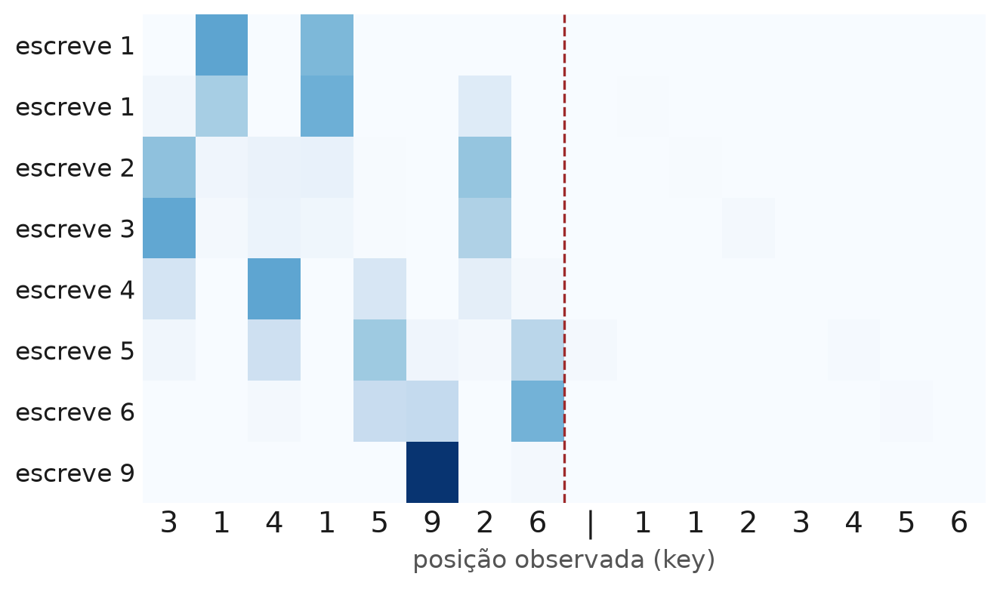 escreve 1
escreve 1
escreve 2
escreve 3
escreve 4
escreve 5
escreve 6
escreve 9
3 1 4 1 5 9 2 6 | 1 1 2 3 4 5 6
posição observada (key)